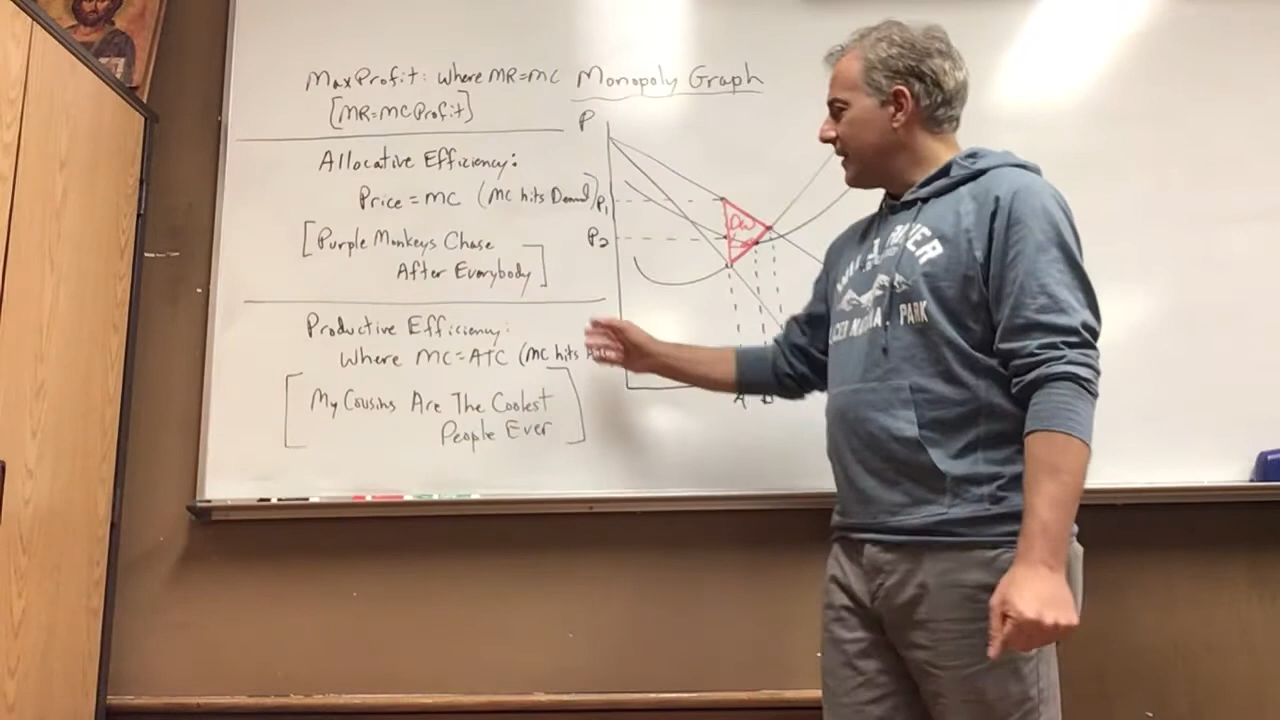 Max Profit: where MR=MC
[MR=MC Profit]
Allocative Efficiency:
Price = MC (MC hits Demand)
[Purple Monkeys Chase
After Everybody]
Productive Efficiency:
Where MC=ATC (MC hits
[My Cousins Are The Coolest
People Ever]
Monopoly Graph
P
P1
P2
DW
A
PARK